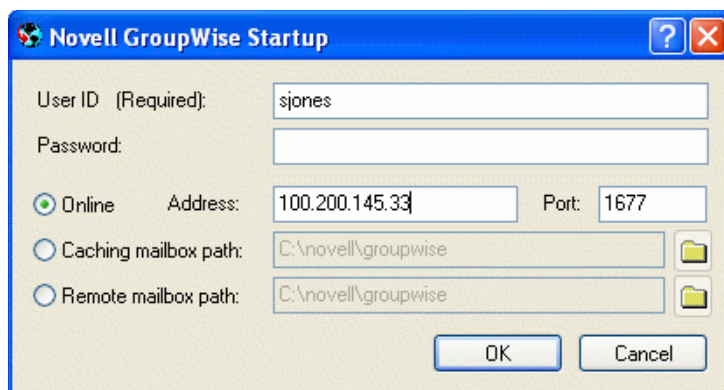 Novell GroupWise Startup
User ID (Required): sjones
Password:
Online Address: 100.200.145.33 Port: 1677
Caching mailbox path: C:\novell\groupwise
Remote mailbox path: C:\novell\groupwise
OK Cancel